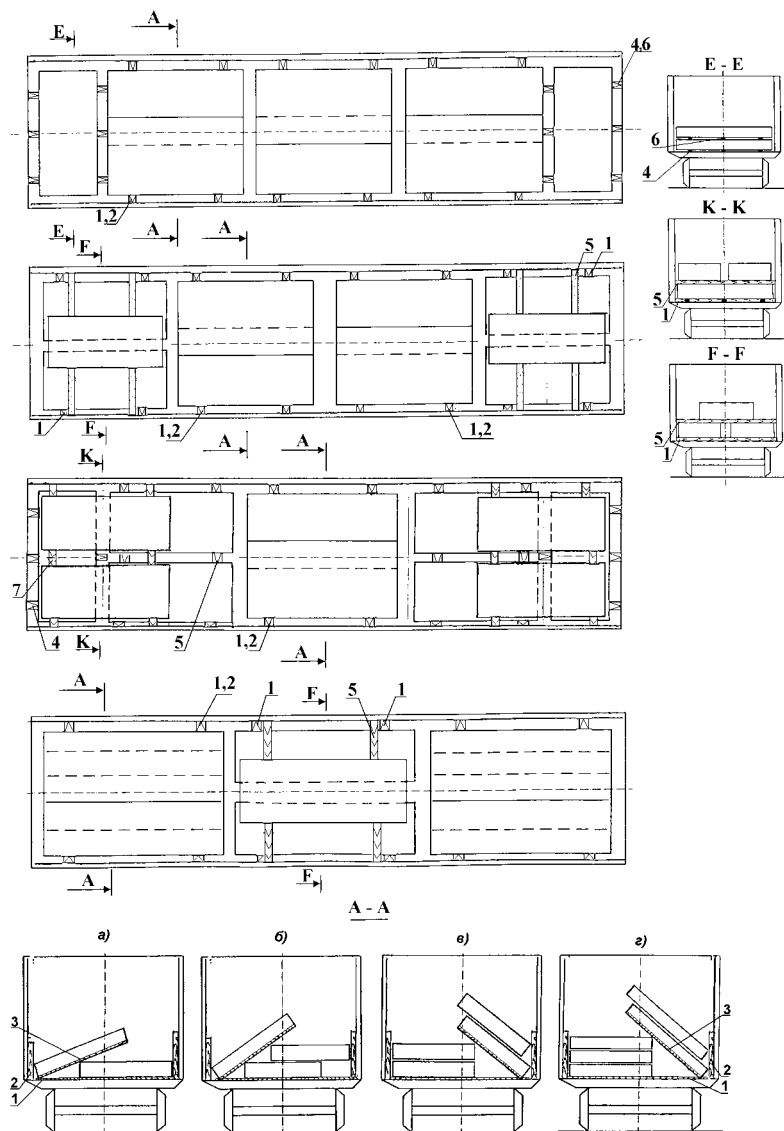 E A
4,6
E - E
6
4
1,2
E A A
F
K - K
5
1
5 1
F - F
5
1
1 1,2 1,2
F A A
K
7
4 5 1,2
K
A
A 1,2 1 F 5 1
A F
A - A
а) б) в) г)
3
2
1
3
2
1